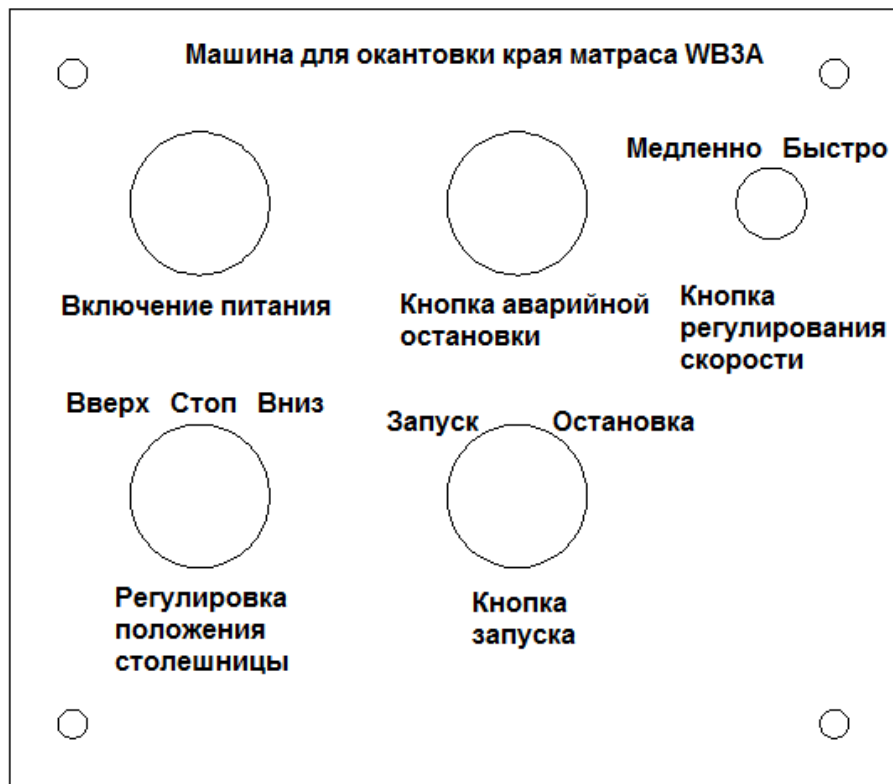 Машина для окантовки края матраса WB3A
Медленно Быстро
Включение питания
Кнопка аварийной
остановки
Кнопка
регулирования
скорости
Вверх Стоп Вниз
Запуск Остановка
Регулировка
положения
столешницы
Кнопка
запуска